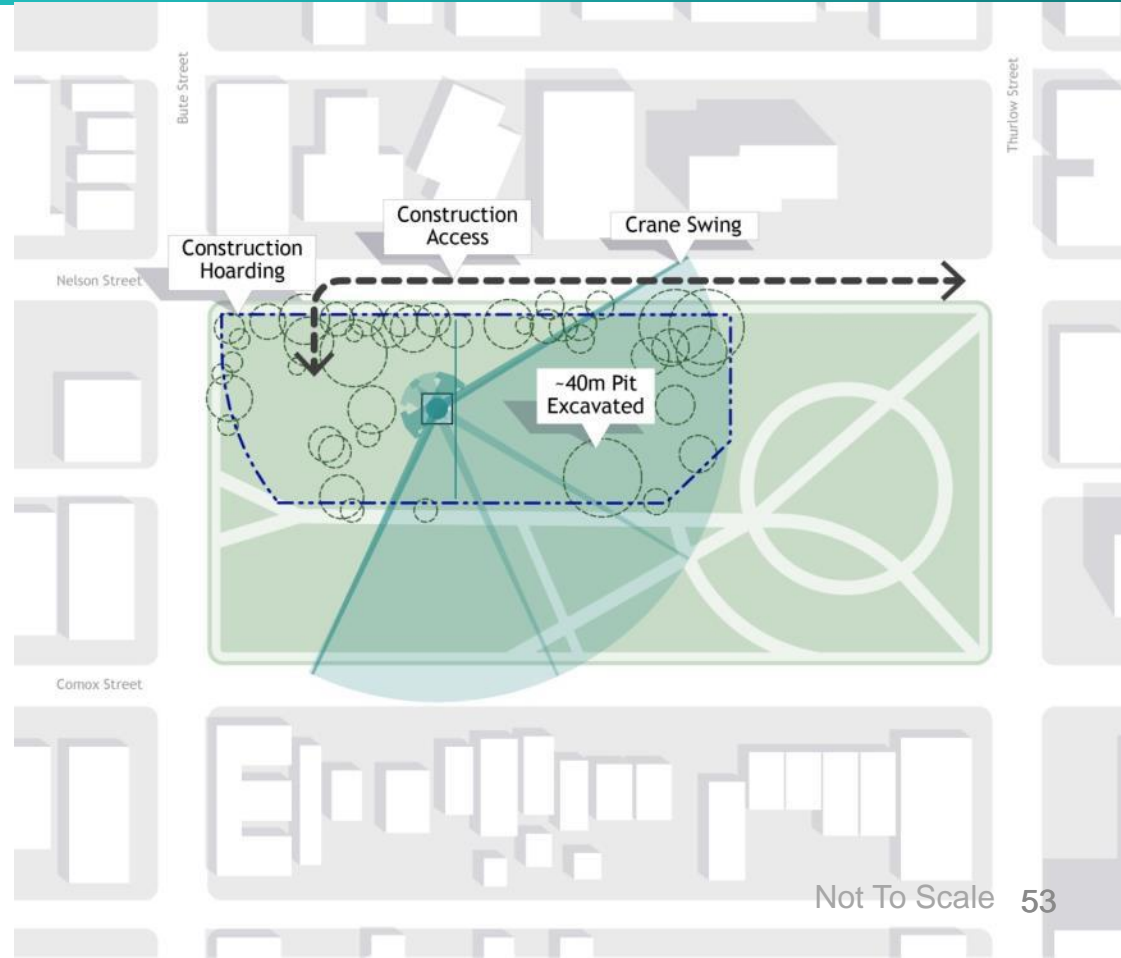 Bute Street
Thurlow Street
Construction
Access
Crane Swing
Construction
Hoarding
Nelson Street
~40m Pit
Excavated
Comox Street
Not To Scale 53